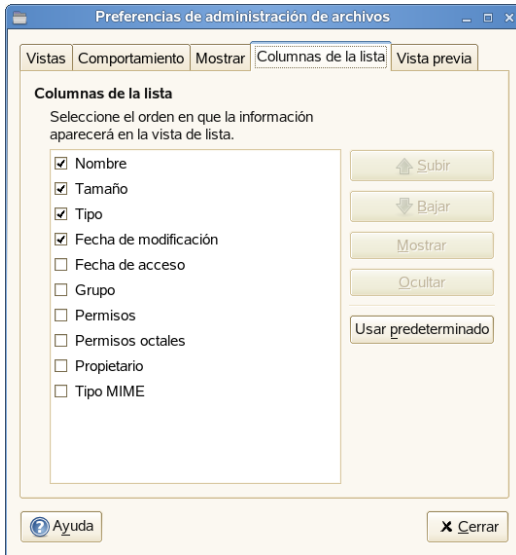 Preferencias de administración de archivos
Vistas
Comportamiento
Mostrar
Columnas de la lista
Vista previa
Columnas de la lista
Seleccione el orden en que la información
aparecerá en la vista de lista.
Nombre
Tamaño
Tipo
Fecha de modificación
Fecha de acceso
Grupo
Permisos
Permisos octales
Propietario
Tipo MIME
Subir
Bajar
Mostrar
Ocultar
Usar predeterminado
Ayuda
Cerrar